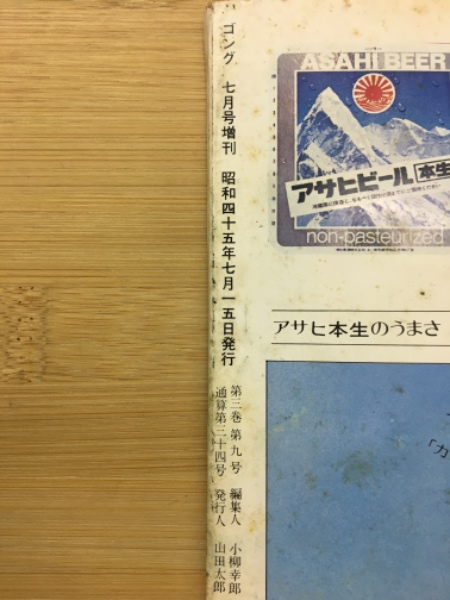 ゴング 七月号増刊 昭和四十五年七月一五日発行
第三巻第九号 編集人 小柳幸郎
通算第三十四号 発行人 山田太郎
ASAHI BEER
アサヒビール 本生
non-pasteurized
アサヒ本生のうまさ
「カ